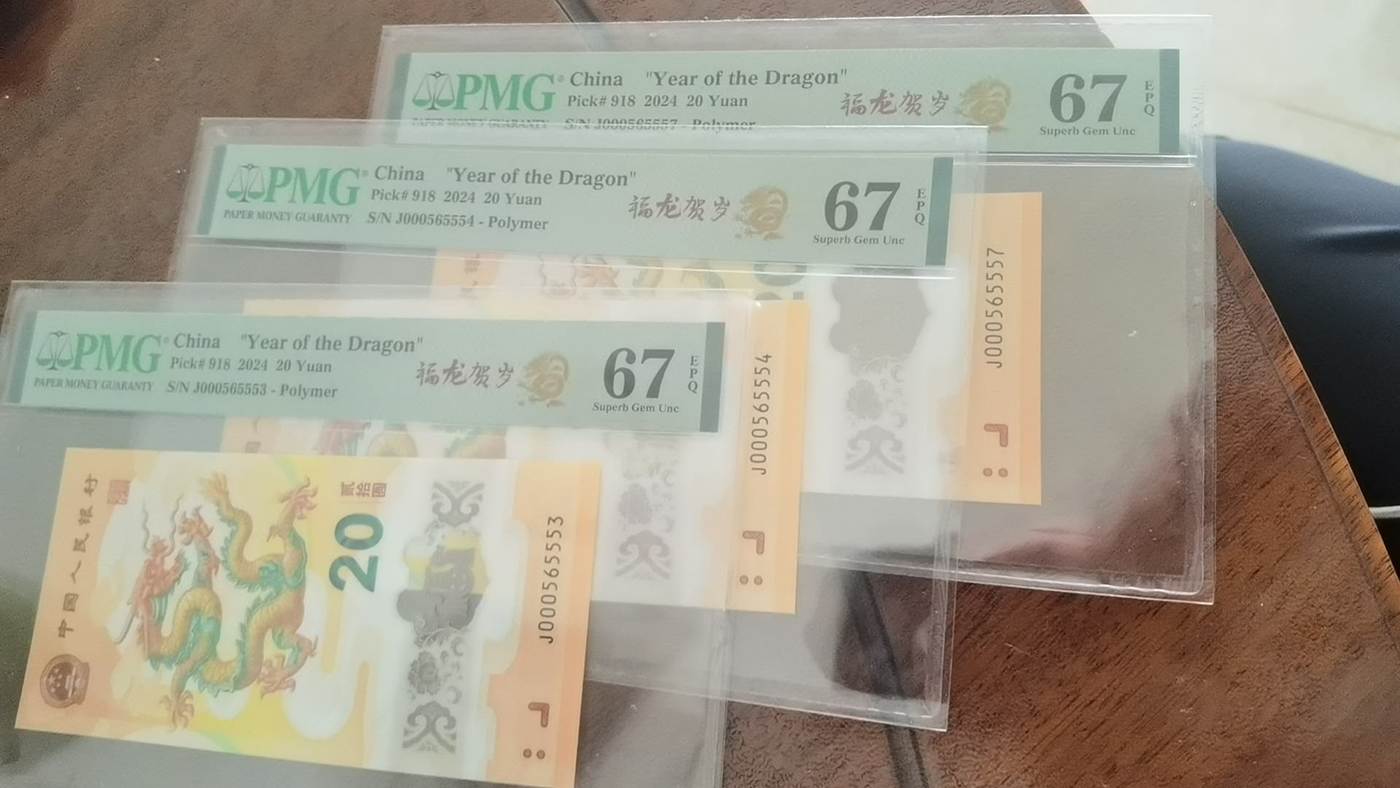 PMG
PAPER MONEY GUARANTY
China "Year of the Dragon"
Pick# 918 2024 20 Yuan
S/N J000565557 - Polymer
福龙贺岁
67
EPQ
Superb Gem Unc
J000565557
PMG
PAPER MONEY GUARANTY
China "Year of the Dragon"
Pick# 918 2024 20 Yuan
S/N J000565554 - Polymer
福龙贺岁
67
EPQ
Superb Gem Unc
J000565554
PMG
PAPER MONEY GUARANTY
China "Year of the Dragon"
Pick# 918 2024 20 Yuan
S/N J000565553 - Polymer
福龙贺岁
67
EPQ
Superb Gem Unc
中国人民银行
贰拾圆
20
J000565553